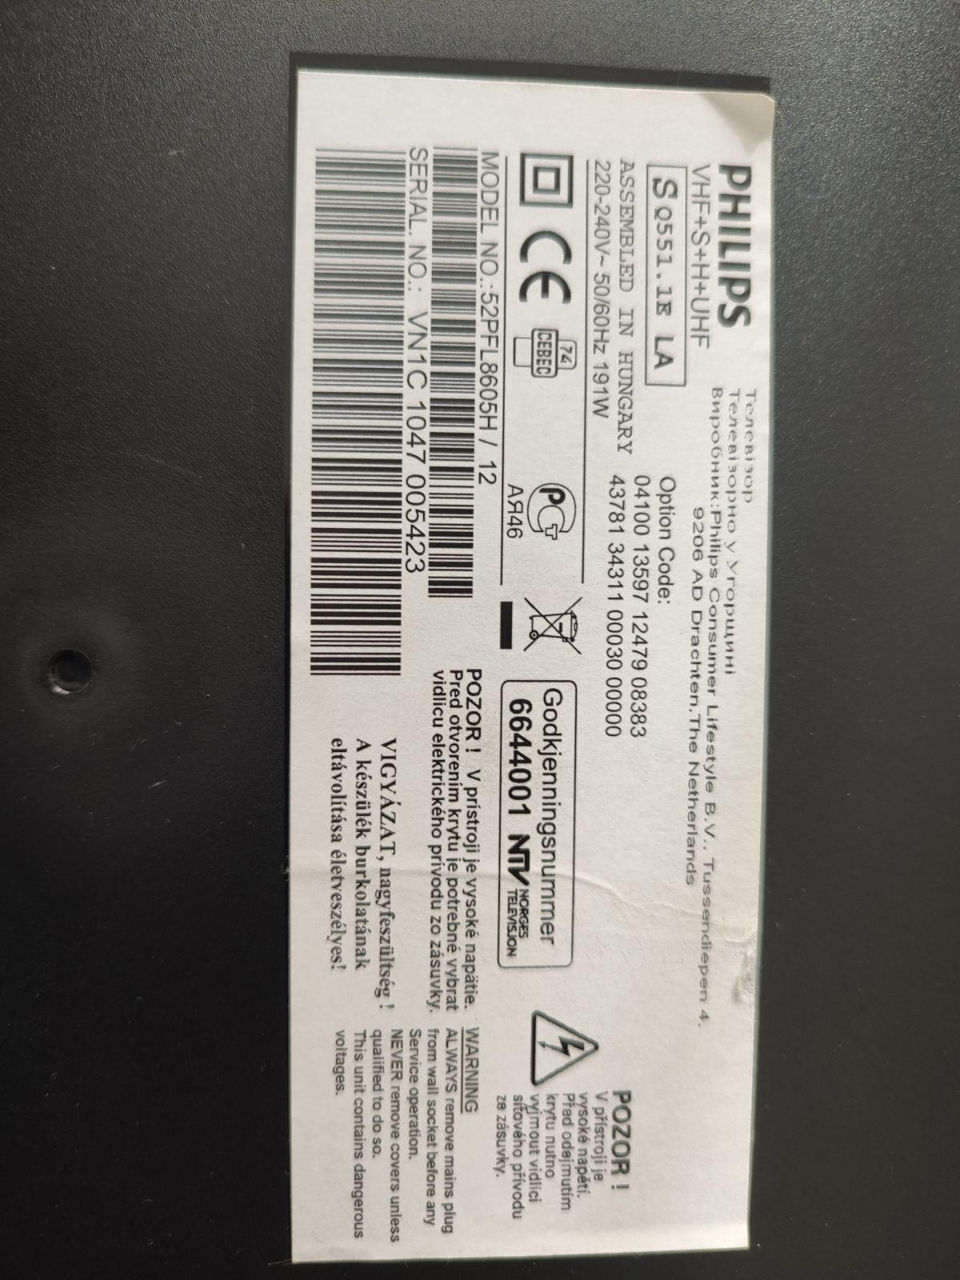 PHILIPS
VHF+S+H+UHF
S Q551.1E LA
ASSEMBLED IN HUNGARY
220-240V~ 50/60Hz 191W
Телевізор
Телевізорно у Угорщині
Виробник:Philips Consumer Lifestyle B.V., Tussendiepen 4,
9206 AD Drachten,The Netherlands
Option Code:
04100 13597 12479 08383
43781 34311 00030 00000
CE
74
CEBEC
РСТ
АЯ46
Godkjenningsnummer
6644001 NTV NORGES
TELEVISJON
MODEL NO.:52PFL8605H / 12
SERIAL. NO.: VN1C 1047 005423
POZOR !
V přístroji je
vysoké napětí.
Před odejmutím
krytu nutno
vyjmout vidlici
síťového přívodu
ze zásuvky.
POZOR ! V prístroji je vysoké napätie.
Pred otvorením krytu je potrebné vybrat
vidlicu elektrického prívodu zo zásuvky.
VIGYÁZAT, nagyfeszültség !
A készülék burkolatának
eltávolítása életveszélyes!
WARNING
ALWAYS remove mains plug
from wall socket before any
Service operation.
NEVER remove covers unless
qualified to do so.
This unit contains dangerous
voltages.